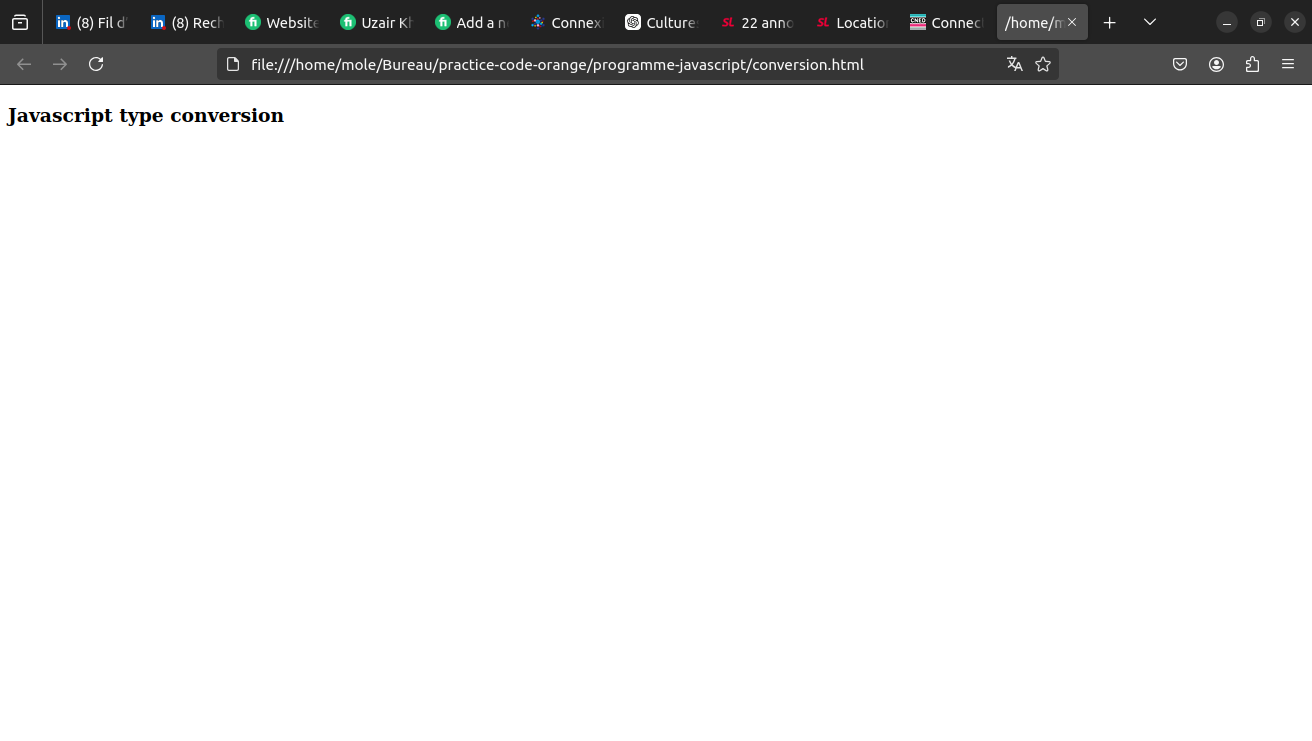 (8) Fil d'
(8) Rech
Website
Uzair Kh
Add a n
Connexi
Culture
22 anno
Location
Connect
/home/m
file:///home/mole/Bureau/practice-code-orange/programme-javascript/conversion.html
Javascript type conversion